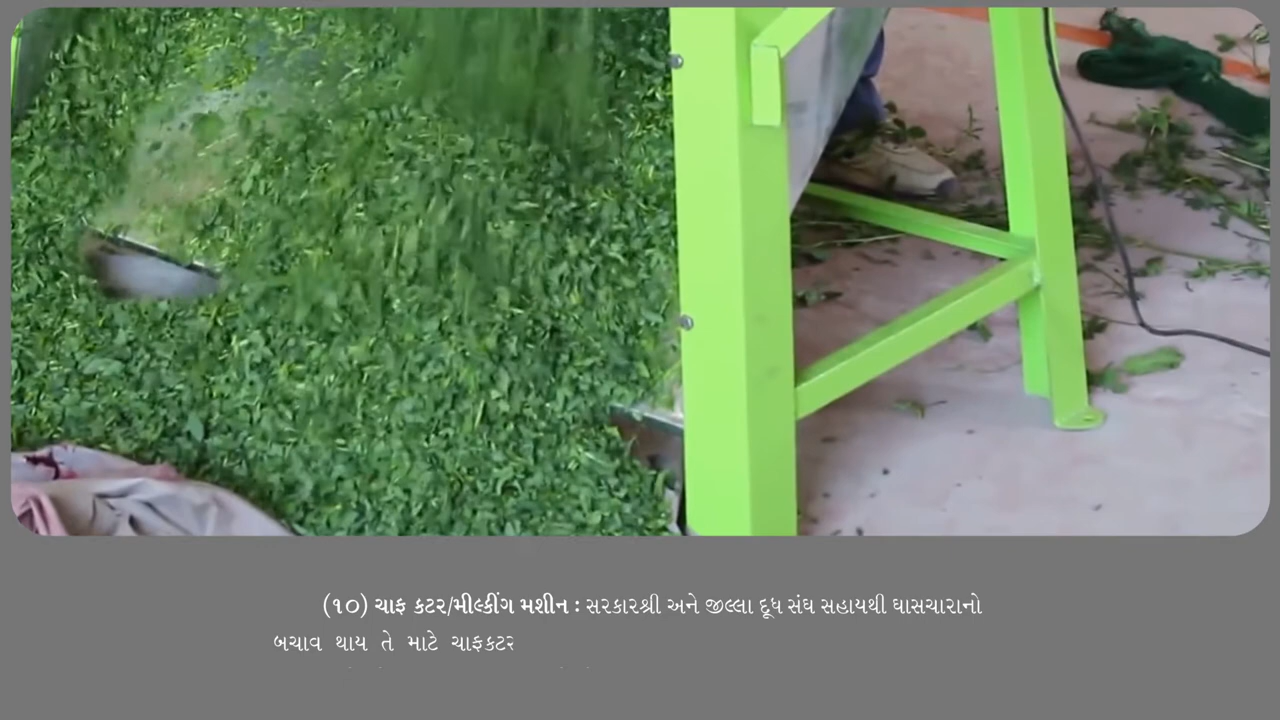 (૧૦) ચાફ કટર/મીલ્કીંગ મશીન : સરકારશ્રી અને જીલ્લા દૂધ સંઘ સહાયથી ઘાસચારાનો
બચાવ થાય તે માટે ચાફકટર